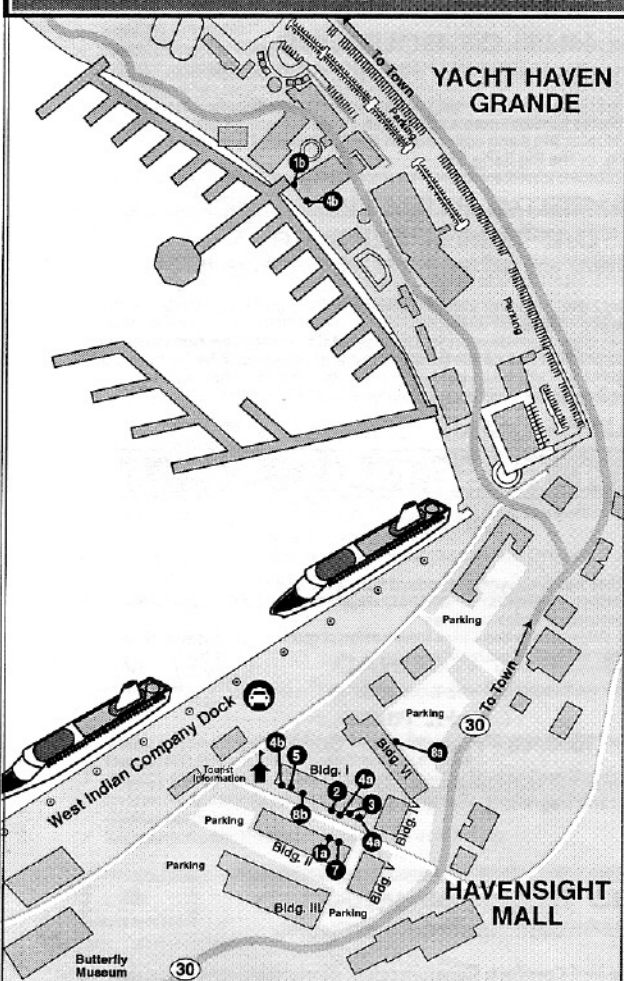 To Town
YACHT HAVEN
GRANDE
Parking
1b
4b
Parking
Parking
To Town
30
Parking
West Indian Company Dock
Tourist
Information
4b
5
Bldg. I
8b
2
4a
3
4a
Bldg. VI
8a
Bldg. IV
Parking
1a
7
Bldg. II
Bldg. V
Parking
Bldg. III
Parking
HAVENSIGHT
MALL
Butterfly
Museum
30